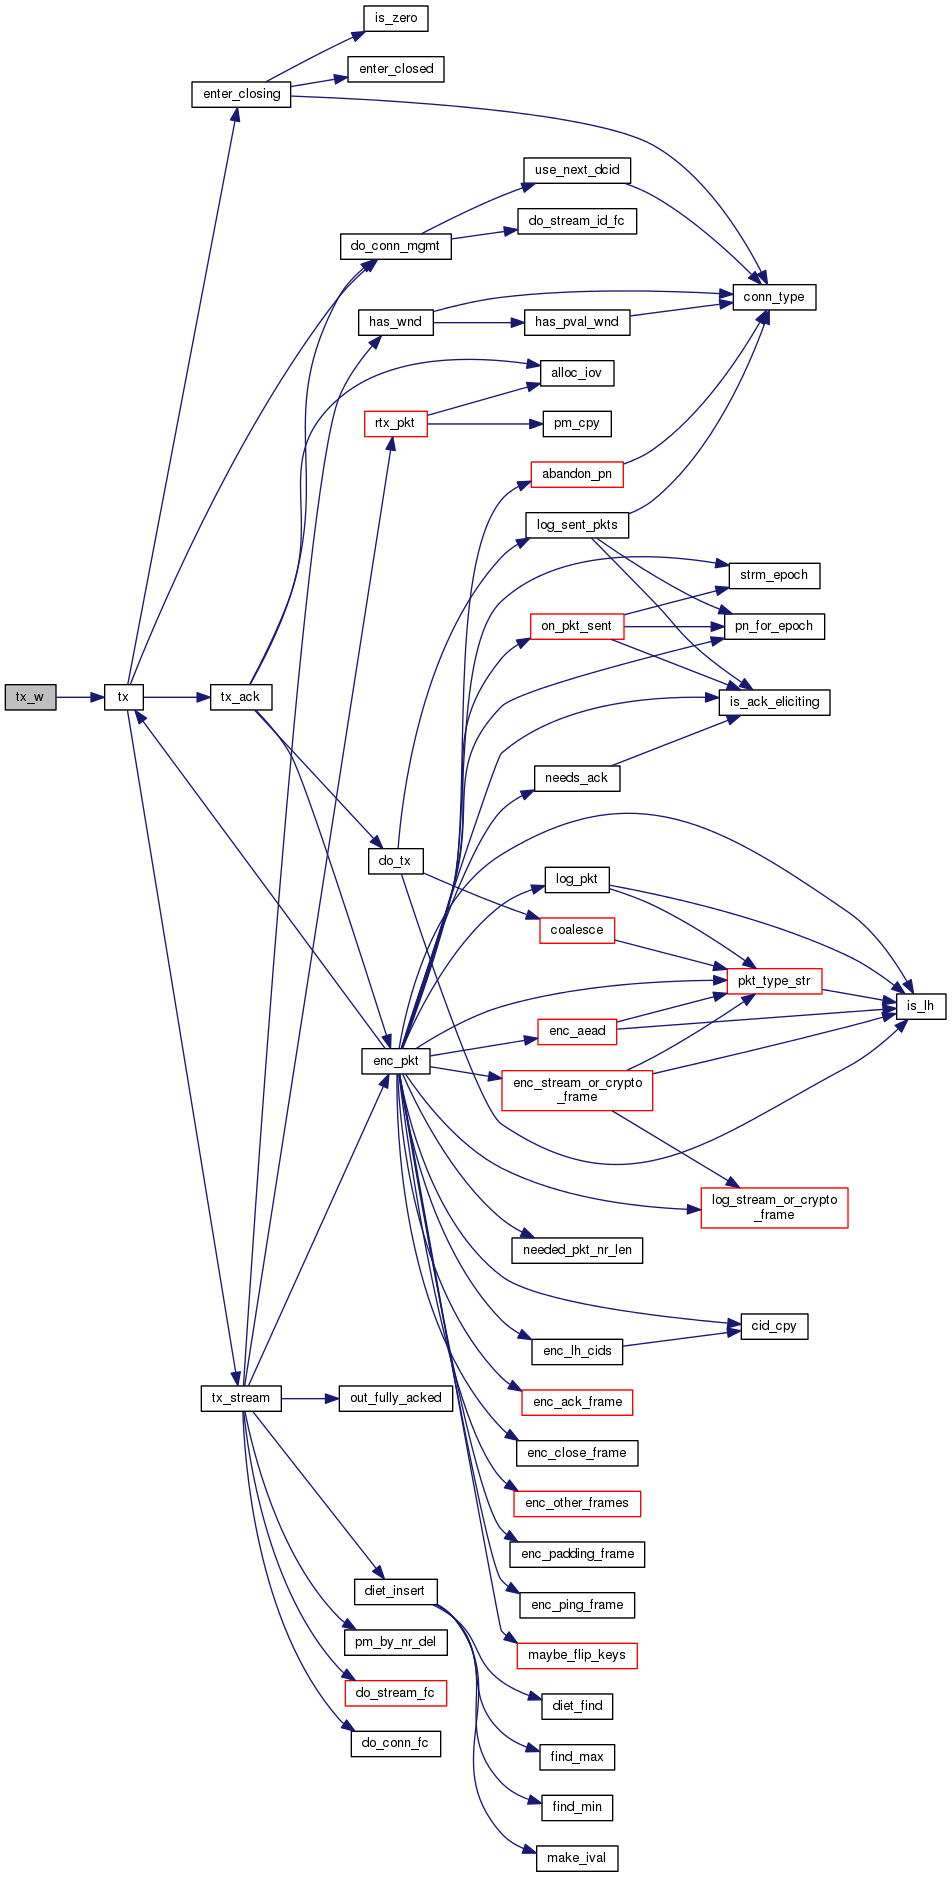 is_zero
enter_closed
enter_closing
use_next_dcid
do_stream_id_fc
do_conn_mgmt
conn_type
has_wnd
has_pval_wnd
alloc_iov
rtx_pkt
pm_cpy
abandon_pn
log_sent_pkts
strm_epoch
on_pkt_sent
pn_for_epoch
tx_w
tx
tx_ack
is_ack_eliciting
needs_ack
do_tx
log_pkt
coalesce
pkt_type_str
is_lh
enc_aead
enc_pkt
enc_stream_or_crypto
_frame
log_stream_or_crypto
_frame
needed_pkt_nr_len
cid_cpy
enc_lh_cids
tx_stream
out_fully_acked
enc_ack_frame
enc_close_frame
enc_other_frames
enc_padding_frame
diet_insert
enc_ping_frame
pm_by_nr_del
maybe_flip_keys
do_stream_fc
diet_find
do_conn_fc
find_max
find_min
make_ival